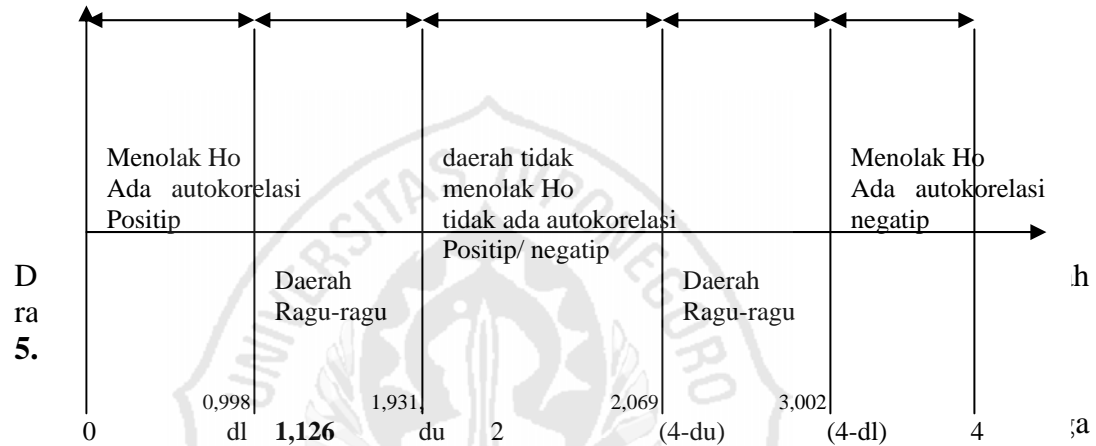 Menolak Ho
Ada autokorelasi
Positip
daerah tidak
menolak Ho
tidak ada autokorelasi
Positip/ negatip
Menolak Ho
Ada autokorelasi
negatip
Daerah
Ragu-ragu
Daerah
Ragu-ragu
UNIVERSITAS DIPONEGORO
5.
0,998 1,931, 2,069 3,002
0 dl 1,126 du 2 (4-du) (4-dl) 4